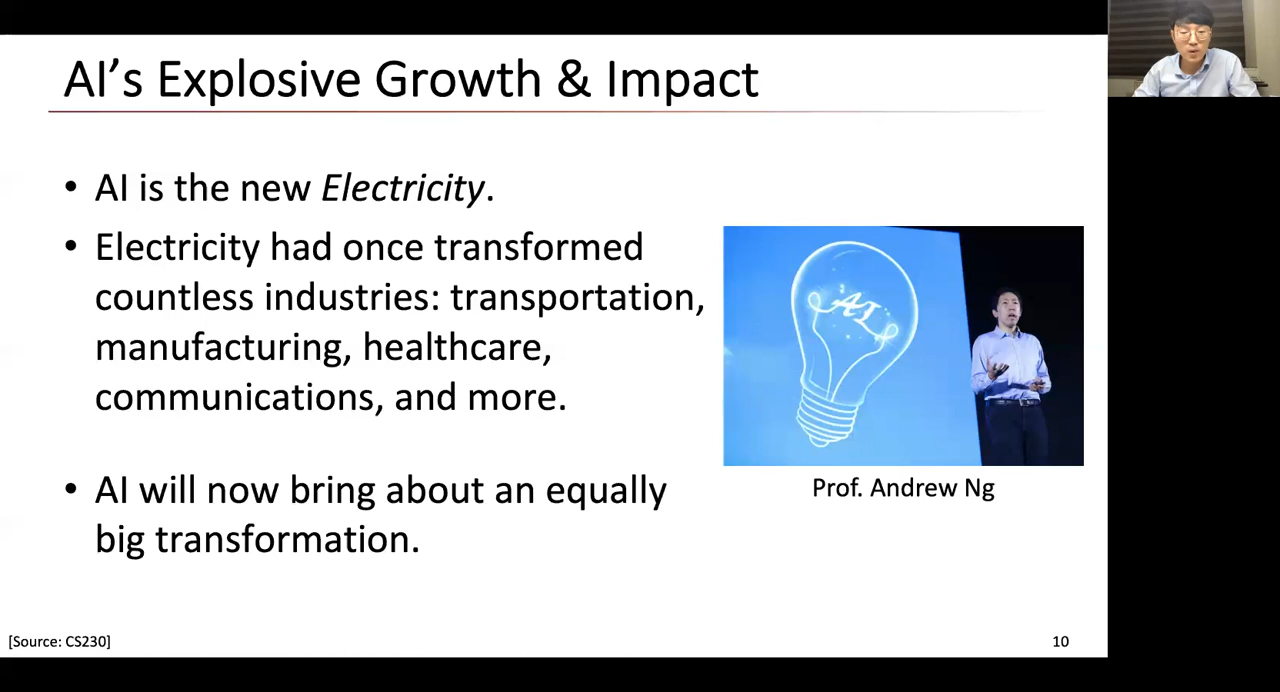 AI’s Explosive Growth & Impact
• AI is the new Electricity.
• Electricity had once transformed
countless industries: transportation,
manufacturing, healthcare,
communications, and more.
AI
Prof. Andrew Ng
• AI will now bring about an equally
big transformation.
[Source: CS230]
10